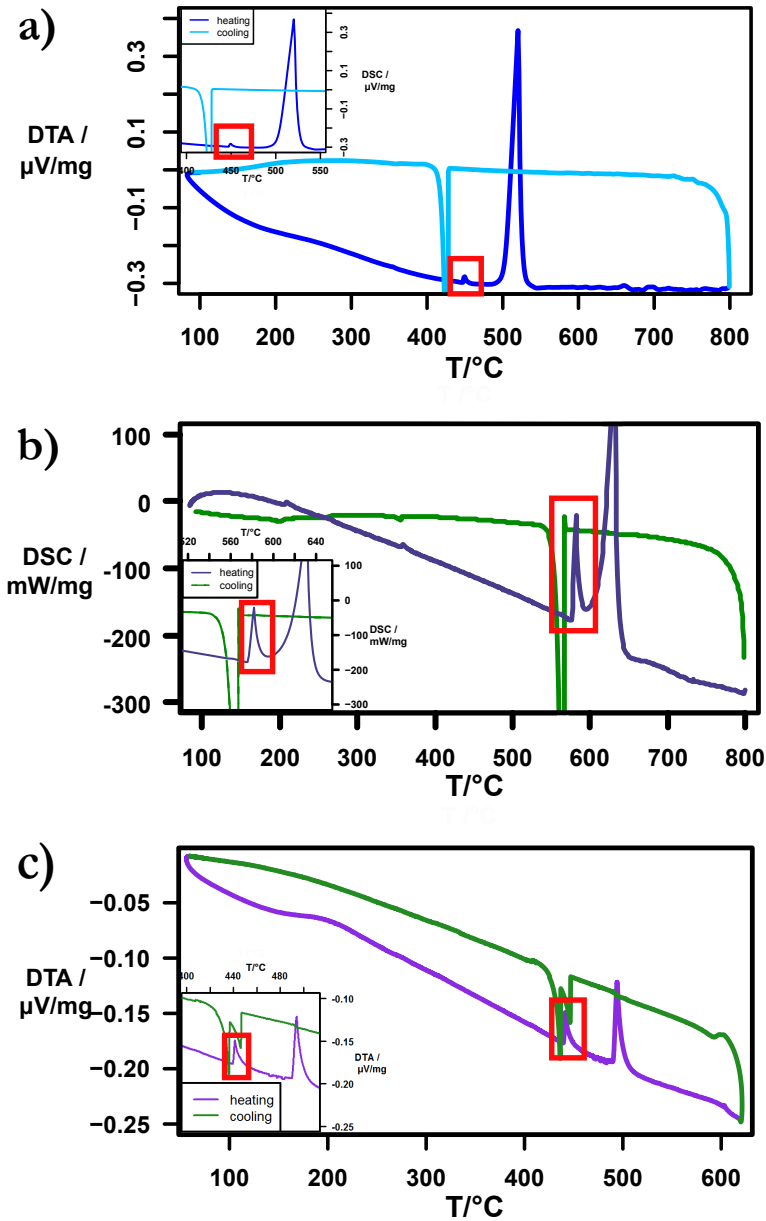 a)
heating
cooling
DSC /
µV/mg
0.3
0.1
−0.1
−0.3
400 450 500 550
T/°C
DTA /
µV/mg
0.3
0.1
−0.1
−0.3
100 200 300 400 500 600 700 800
T/°C
T / °C
b)
100
0
−100
−200
−300
DSC /
mW/mg
T/°C
520 560 580 600 640
heating
cooling
100
0
−100
−200
−300
DSC /
mW/mg
100 200 300 400 500 600 700 800
T/°C
T / °C
c)
−0.05
−0.10
−0.15
−0.20
−0.25
DTA /
µV/mg
T/°C
400 440 480
−0.10
−0.15
−0.20
−0.25
DTA /
µV/mg
heating
cooling
100 200 300 400 500 600
T/°C